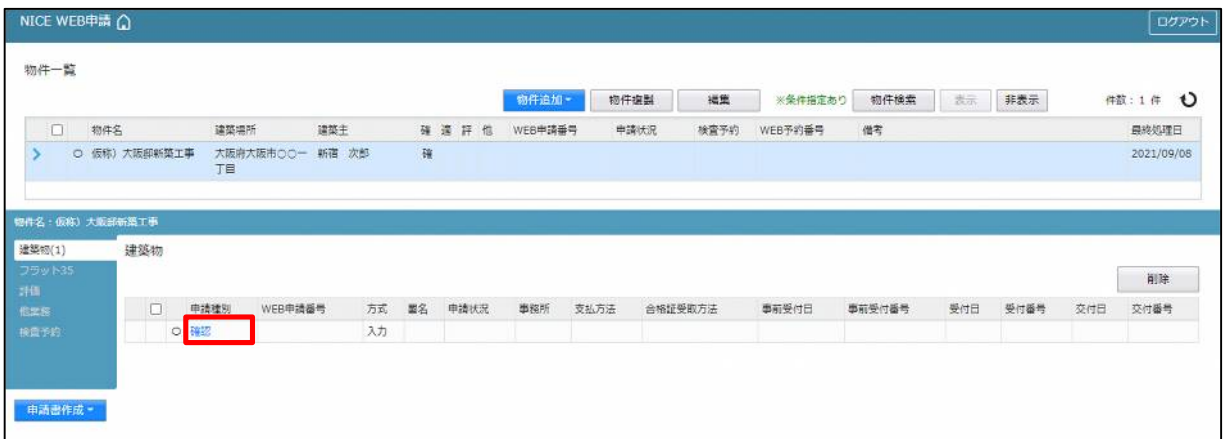 NICE WEB申請 ログアウト
物件一覧
物件追加 物件複製 編集 ※条件指定あり 物件検索 表示 非表示 件数：1 件
物件名 建築場所 建築主 確 適 評 他 WEB申請番号 申請状況 検査予約 WEB予約番号 備考 最終処理日
仮称）大阪邸新築工事 大阪府大阪市〇〇一 新宿 次郎 確 2021/09/08
丁目
物件名：仮称）大阪邸新築工事
建築物(1) 建築物
フラット35
削除
評価
申請種別 WEB申請番号 方式 署名 申請状況 事務所 支払方法 合格証受取方法 事前受付日 事前受付番号 受付日 受付番号 交付日 交付番号
他業務
確認 入力
検査予約
申請書作成